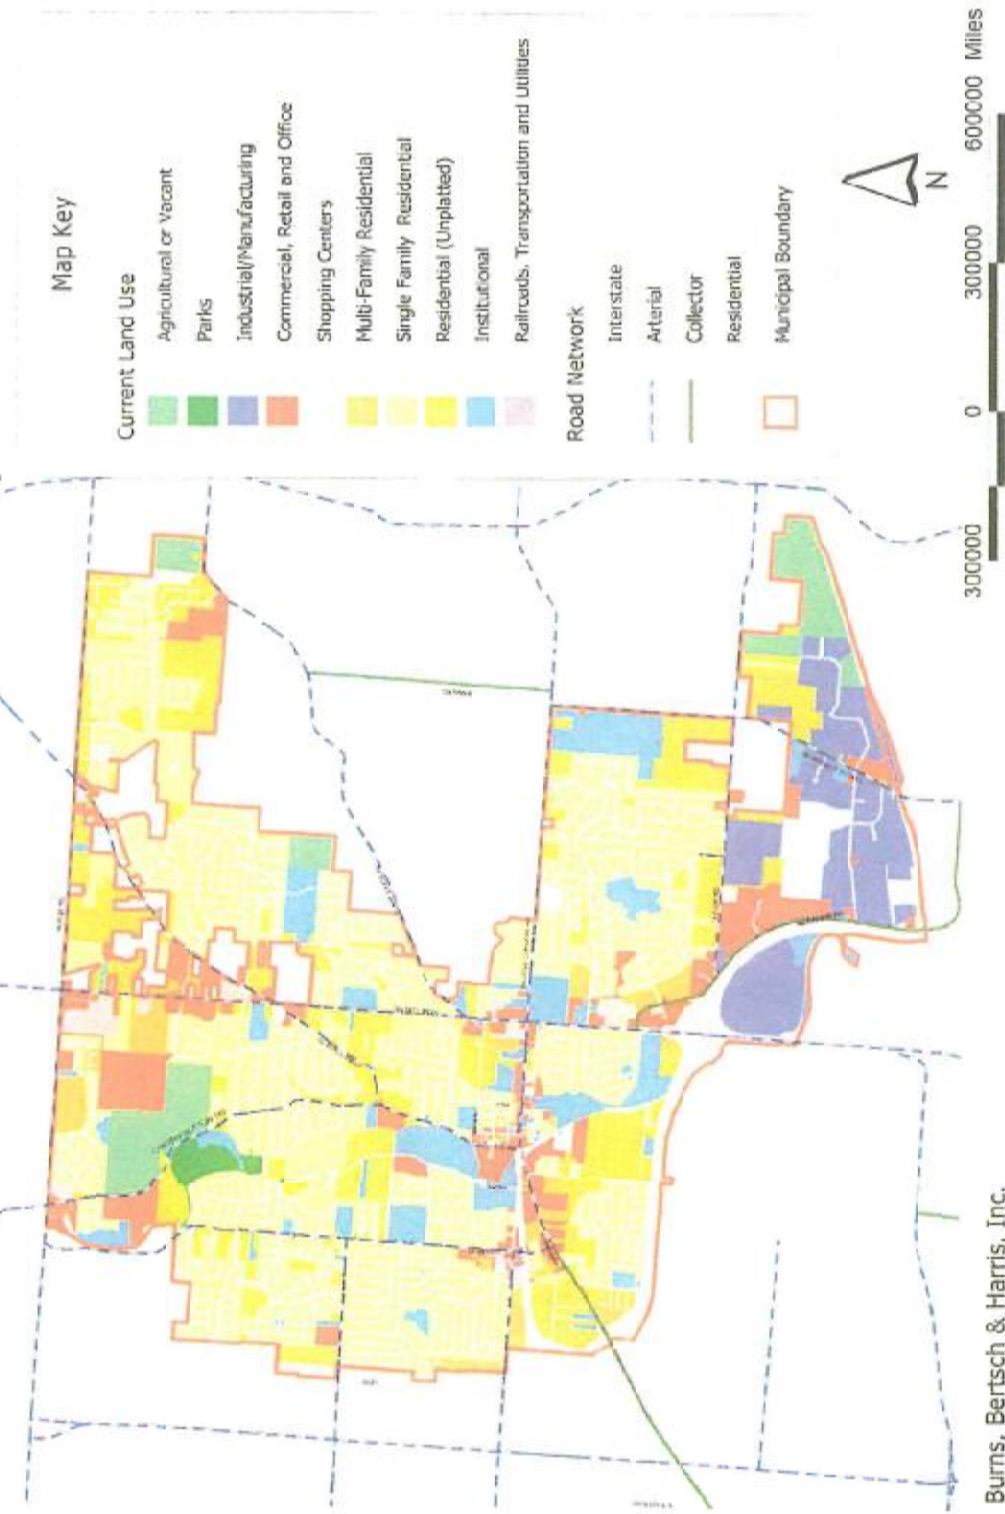 Map Key
Current Land Use
Agricultural or Vacant
Parks
Industrial/Manufacturing
Commercial, Retail and Office
Shopping Centers
Multi-Family Residential
Single Family Residential
Residential (Unplatted)
Institutional
Railroads, Transportation and Utilities
Road Network
Interstate
Arterial
Collector
Residential
Municipal Boundary
N
300000 0 300000 600000 Miles
Burns, Bertsch & Harris, Inc.